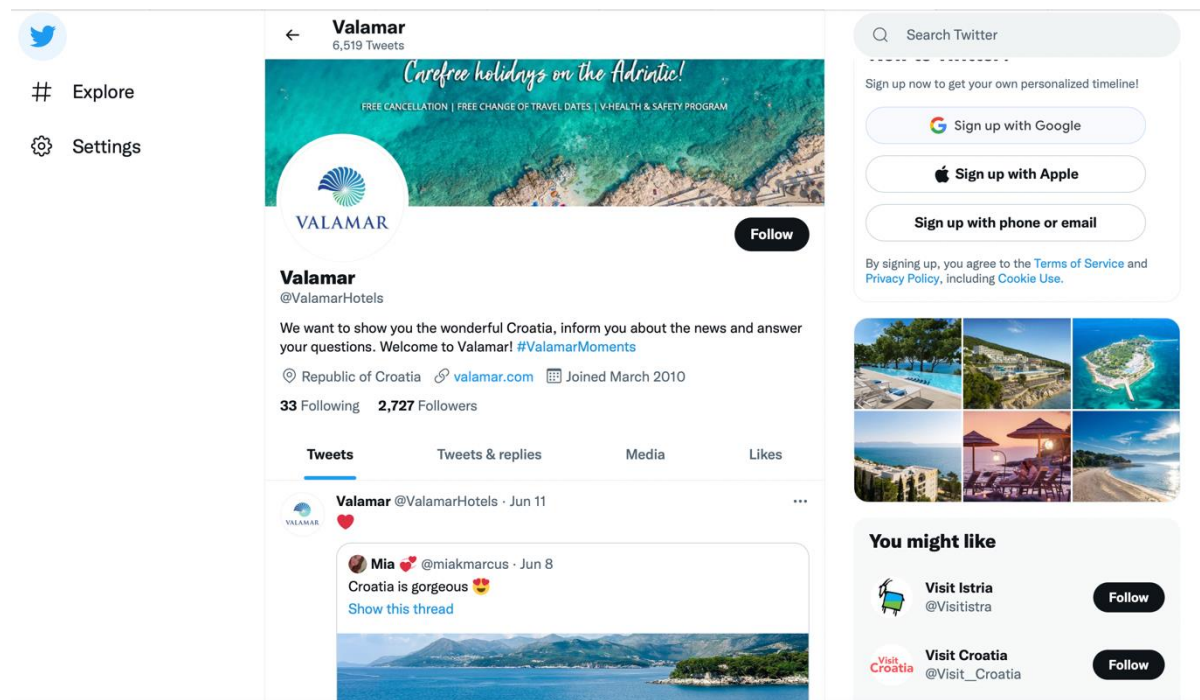 Explore
Settings
Valamar
6,519 Tweets
Carefree holidays on the Adriatic!
FREE CANCELLATION | FREE CHANGE OF TRAVEL DATES | V-HEALTH & SAFETY PROGRAM
VALAMAR
Follow
Valamar
@ValamarHotels
We want to show you the wonderful Croatia, inform you about the news and answer
your questions. Welcome to Valamar! #ValamarMoments
Republic of Croatia valamar.com Joined March 2010
33 Following 2,727 Followers
Tweets Tweets & replies Media Likes
VALAMAR
Valamar @ValamarHotels · Jun 11
Mia @miakmarcus · Jun 8
Croatia is gorgeous
Show this thread
Search Twitter
Sign up now to get your own personalized timeline!
Sign up with Google
Sign up with Apple
Sign up with phone or email
By signing up, you agree to the Terms of Service and
Privacy Policy, including Cookie Use.
You might like
Visit Istria
@Visitistra
Follow
Visit
Croatia
Visit Croatia
@Visit__Croatia
Follow